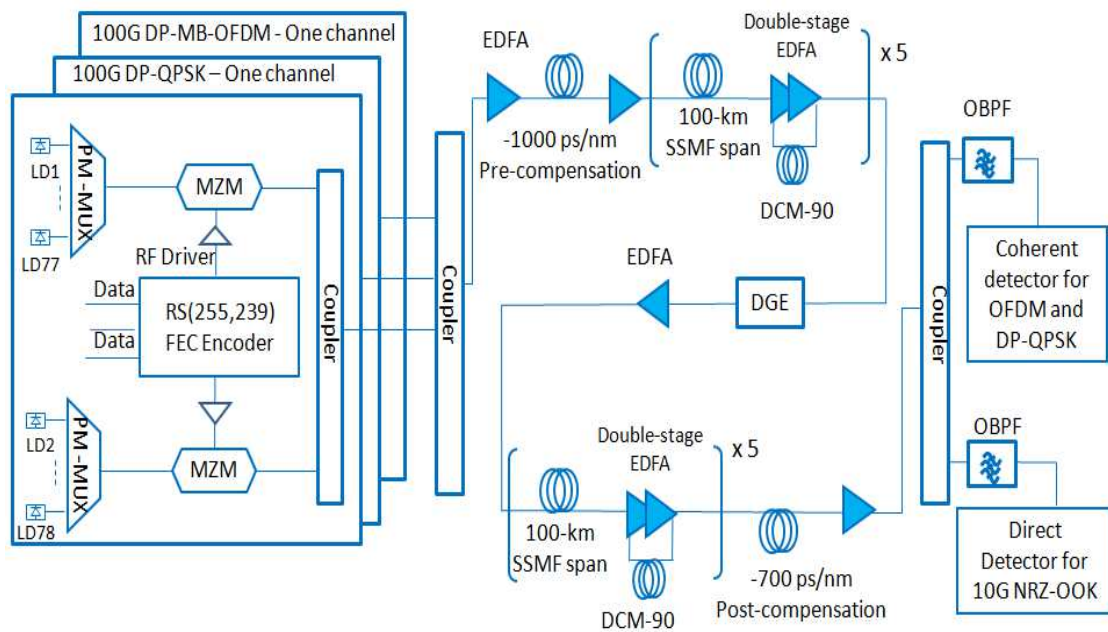 100G DP-MB-OFDM - One channel
100G DP-QPSK – One channel
LD1
LD77
PM-MUX
MZM
RF Driver
Data
Data
RS(255,239)
FEC Encoder
LD2
LD78
PM-MUX
MZM
Coupler
Coupler
EDFA
-1000 ps/nm
Pre-compensation
100-km
SSMF span
Double-stage
EDFA
x 5
DCM-90
EDFA
DGE
100-km
SSMF span
Double-stage
EDFA
x 5
DCM-90
-700 ps/nm
Post-compensation
Coupler
OBPF
Coherent
detector for
OFDM and
DP-QPSK
OBPF
Direct
Detector for
10G NRZ-OOK